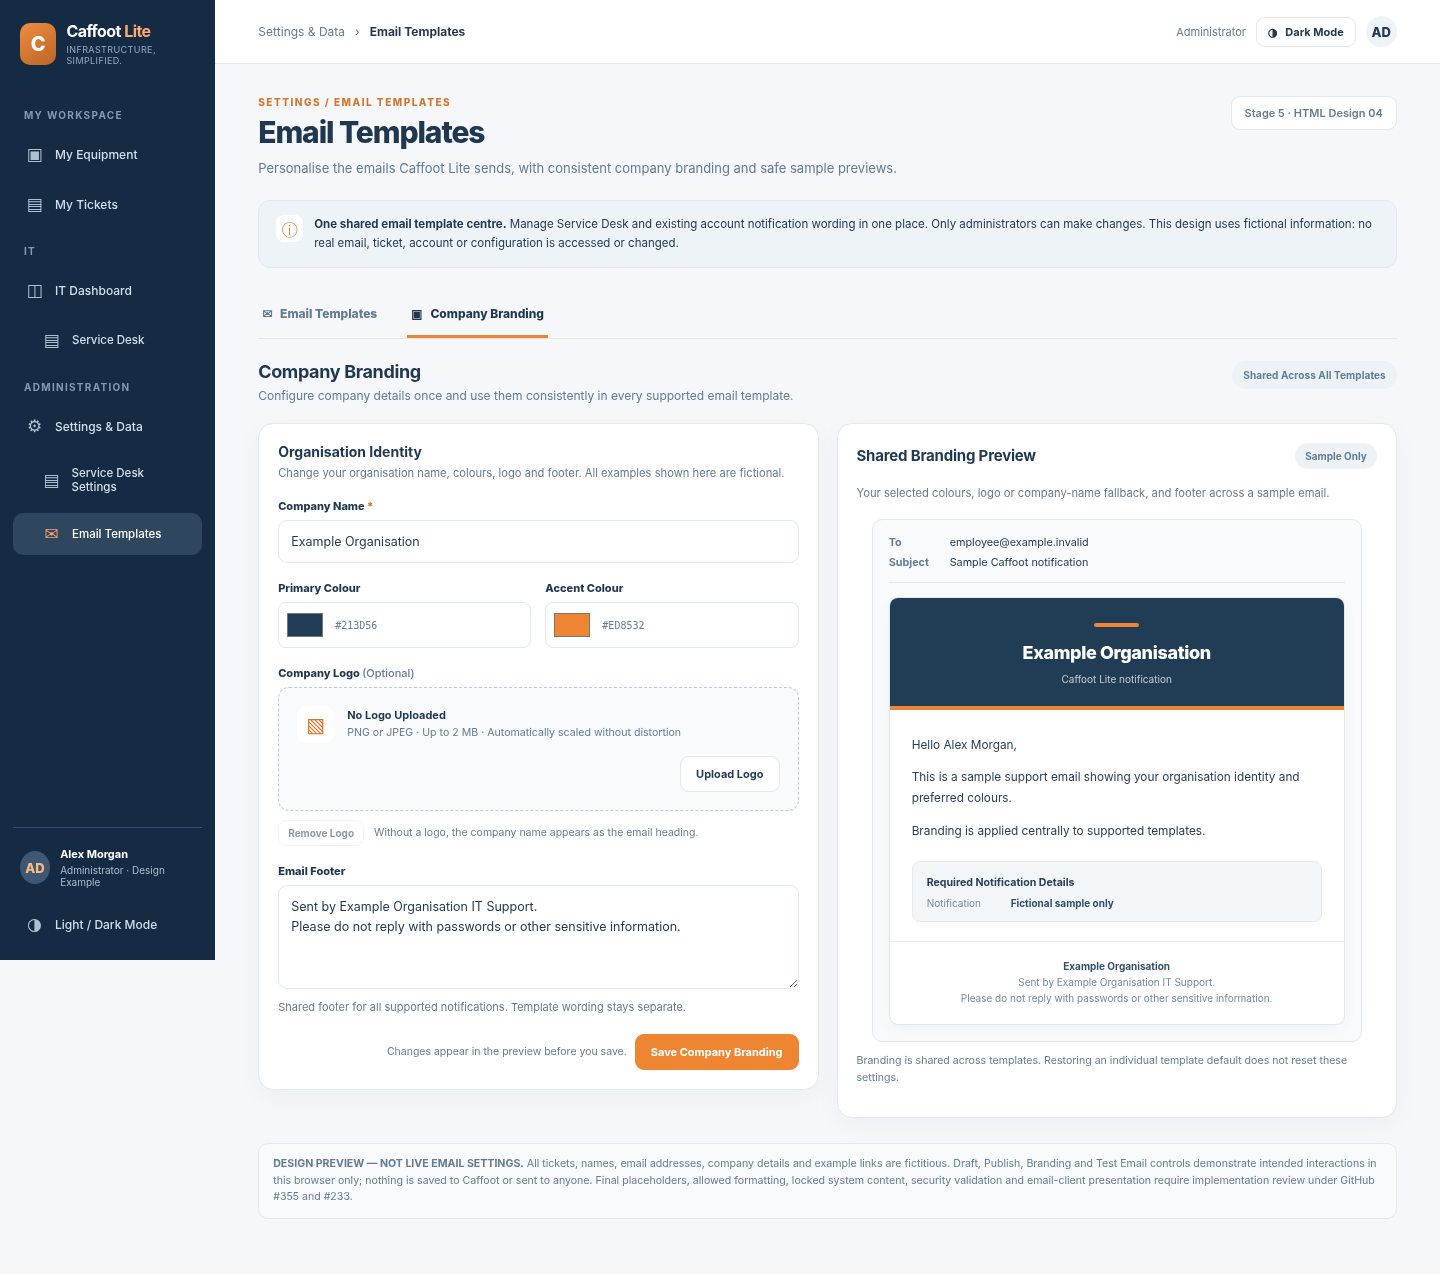 C
Caffoot Lite
INFRASTRUCTURE,
SIMPLIFIED.
MY WORKSPACE
My Equipment
My Tickets
IT
IT Dashboard
Service Desk
ADMINISTRATION
Settings & Data
Service Desk
Settings
Email Templates
AD
Alex Morgan
Administrator · Design
Example
Light / Dark Mode
Settings & Data › Email Templates
Administrator
Dark Mode
AD
SETTINGS / EMAIL TEMPLATES
Email Templates
Personalise the emails Caffoot Lite sends, with consistent company branding and safe sample previews.
Stage 5 · HTML Design 04
One shared email template centre. Manage Service Desk and existing account notification wording in one place. Only administrators can make changes. This design uses fictional information: no
real email, ticket, account or configuration is accessed or changed.
Email Templates
Company Branding
Company Branding
Configure company details once and use them consistently in every supported email template.
Shared Across All Templates
Organisation Identity
Change your organisation name, colours, logo and footer. All examples shown here are fictional.
Company Name *
Example Organisation
Primary Colour
Accent Colour
#213D56
#ED8532
Company Logo (Optional)
No Logo Uploaded
PNG or JPEG · Up to 2 MB · Automatically scaled without distortion
Upload Logo
Remove Logo
Without a logo, the company name appears as the email heading.
Email Footer
Sent by Example Organisation IT Support.
Please do not reply with passwords or other sensitive information.
Shared footer for all supported notifications. Template wording stays separate.
Changes appear in the preview before you save.
Save Company Branding
Shared Branding Preview
Sample Only
Your selected colours, logo or company-name fallback, and footer across a sample email.
To employee@example.invalid
Subject Sample Caffoot notification
Example Organisation
Caffoot Lite notification
Hello Alex Morgan,
This is a sample support email showing your organisation identity and
preferred colours.
Branding is applied centrally to supported templates.
Required Notification Details
Notification Fictional sample only
Example Organisation
Sent by Example Organisation IT Support.
Please do not reply with passwords or other sensitive information.
Branding is shared across templates. Restoring an individual template default does not reset these
settings.
DESIGN PREVIEW — NOT LIVE EMAIL SETTINGS. All tickets, names, email addresses, company details and example links are fictitious. Draft, Publish, Branding and Test Email controls demonstrate intended interactions in
this browser only; nothing is saved to Caffoot or sent to anyone. Final placeholders, allowed formatting, locked system content, security validation and email-client presentation require implementation review under GitHub
#355 and #233.